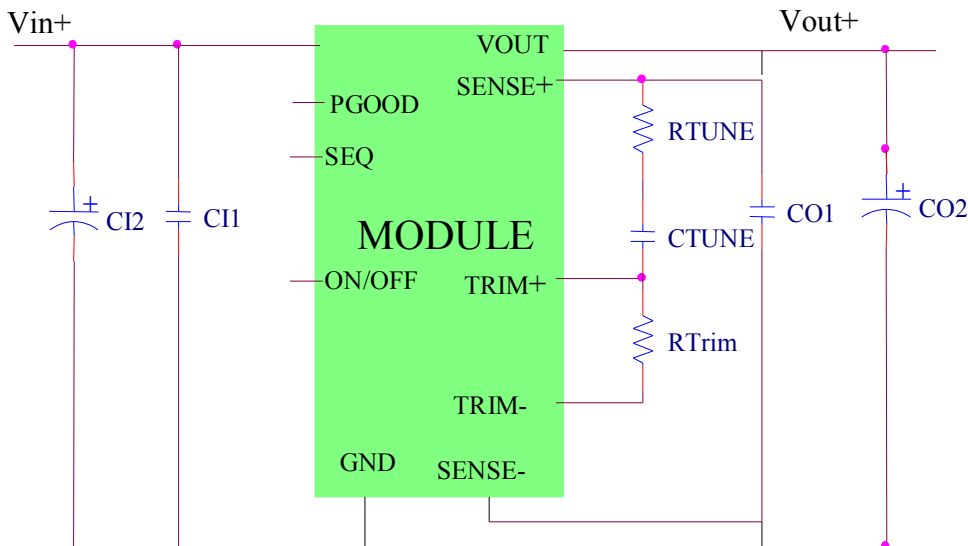 Vin+
Vout+
VOUT
SENSE+
PGOOD
RTUNE
SEQ
+
CI2
CI1
MODULE
CTUNE
CO1
+
CO2
ON/OFF
TRIM+
RTrim
TRIM-
GND
SENSE-